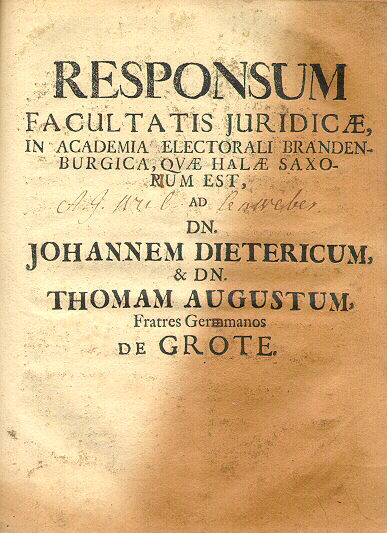 RESPONSUM
FACULTATIS JURIDICÆ,
IN ACADEMIA ELECTORALI BRANDEN-
BURGICA, QVÆ HALÆ SAXO-
RUM EST,
AD
DN.
JOHANNEM DIETERICUM,
& DN.
THOMAM AUGUSTUM,
Fratres Germanos
DE GROTE.